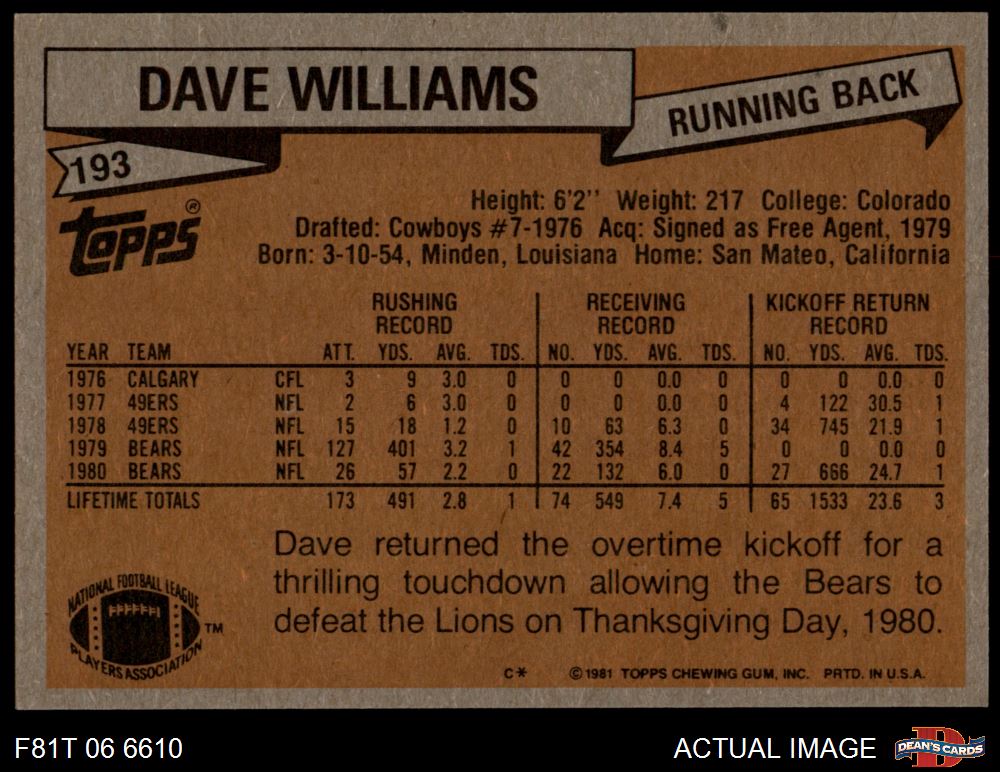 DAVE WILLIAMS
RUNNING BACK
193
TOPPS®
Height: 6'2'' Weight: 217 College: Colorado
Drafted: Cowboys #7-1976 Acq: Signed as Free Agent, 1979
Born: 3-10-54, Minden, Louisiana Home: San Mateo, California
RUSHING RECORD RECEIVING RECORD KICKOFF RETURN RECORD
YEAR TEAM ATT. YDS. AVG. TDS. NO. YDS. AVG. TDS. NO. YDS. AVG. TDS.
1976 CALGARY CFL 3 9 3.0 0 0 0 0.0 0 0 0 0.0 0
1977 49ERS NFL 2 6 3.0 0 0 0 0.0 0 4 122 30.5 1
1978 49ERS NFL 15 18 1.2 0 10 63 6.3 0 34 745 21.9 1
1979 BEARS NFL 127 401 3.2 1 42 354 8.4 5 0 0 0.0 0
1980 BEARS NFL 26 57 2.2 0 22 132 6.0 0 27 666 24.7 1
LIFETIME TOTALS 173 491 2.8 1 74 549 7.4 5 65 1533 23.6 3
Dave returned the overtime kickoff for a
thrilling touchdown allowing the Bears to
defeat the Lions on Thanksgiving Day, 1980.
NATIONAL FOOTBALL LEAGUE
PLAYERS ASSOCIATION
TM
C* ©1981 TOPPS CHEWING GUM, INC. PRTD. IN U.S.A.
F81T 06 6610
ACTUAL IMAGE
D
DEAN'S CARDS